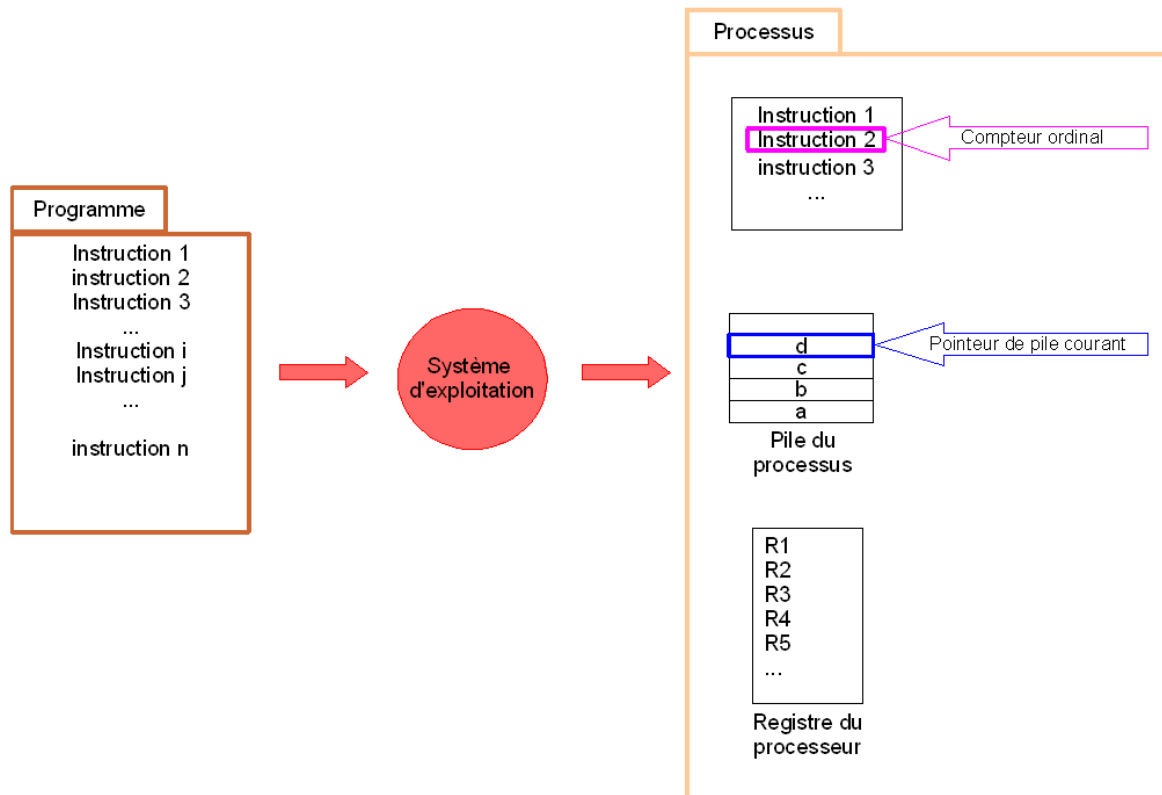 Programme
Instruction 1
instruction 2
Instruction 3
...
Instruction i
Instruction j
...
instruction n
Système
d'exploitation
Processus
Instruction 1
Instruction 2
instruction 3
...
Compteur ordinal
d
c
b
a
Pointeur de pile courant
Pile du
processus
R1
R2
R3
R4
R5
...
Registre du
processeur